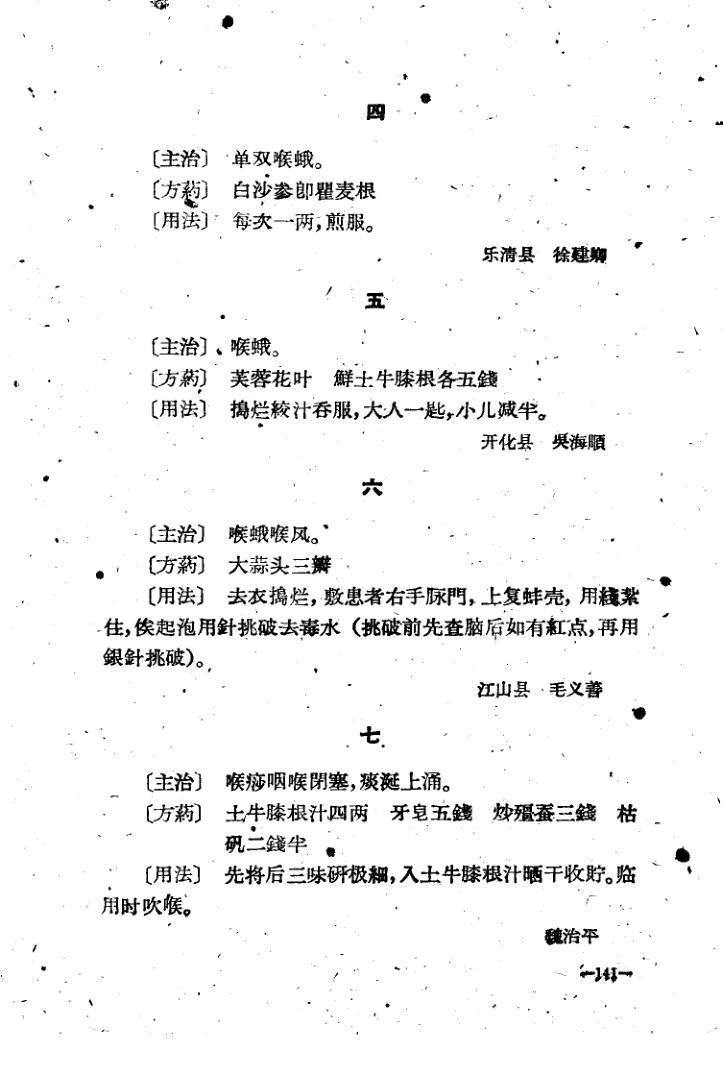 四
〔主治〕 单双喉蛾。
〔方葯〕 白沙参卽瞿麦根
〔用法〕 每次一两，煎服。
乐清县 徐建卿
五
〔主治〕 喉蛾。
〔方葯〕 芙蓉花叶 鮮土牛膝根各五錢
〔用法〕 搗烂絞汁吞服，大人一匙，小儿减半。
开化县 吳海順
六
〔主治〕 喉蛾喉风。
〔方葯〕 大蒜头三瓣
〔用法〕 去衣搗烂，敷患者右手脉門，上复蚌壳，用綫紮
住，俟起泡用針挑破去毒水（挑破前先查脑后如有紅点，再用
銀針挑破）。
江山县 毛义善
七
〔主治〕 喉痧咽喉閉塞，痰涎上涌。
〔方葯〕 土牛膝根汁四两 牙皂五錢 炒殭蚕三錢 枯
矾二錢半
〔用法〕 先将后三味研极細，入土牛膝根汁晒干收貯。临
用时吹喉。
魏治平
—141—